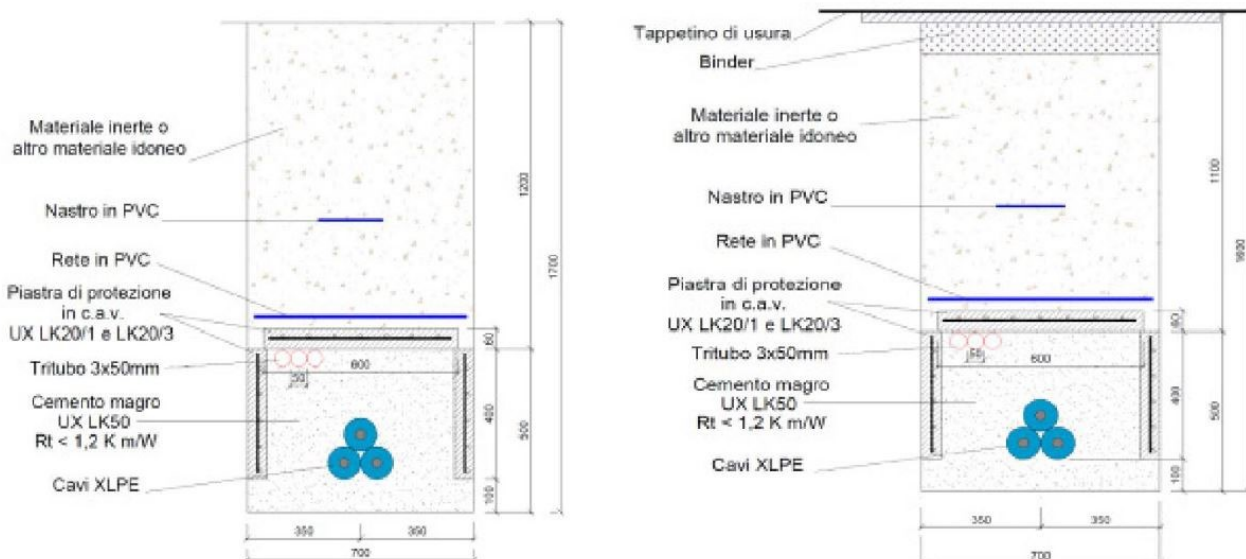 Materiale inerte o
altro materiale idoneo
Nastro in PVC
Rete in PVC
Piastra di protezione
in c.a.v.
UX LK20/1 e LK20/3
Tritubo 3x50mm
Cemento magro
UX LK50
Rt < 1,2 K m/W
Cavi XLPE
1200
1700
60
50
600
400
500
100
350
350
700
Tappetino di usura
Binder
Materiale inerte o
altro materiale idoneo
Nastro in PVC
Rete in PVC
Piastra di protezione
in c.a.v.
UX LK20/1 e LK20/3
Tritubo 3x50mm
Cemento magro
UX LK50
Rt < 1,2 K m/W
Cavi XLPE
1100
1600
60
50
600
400
500
100
350
350
700